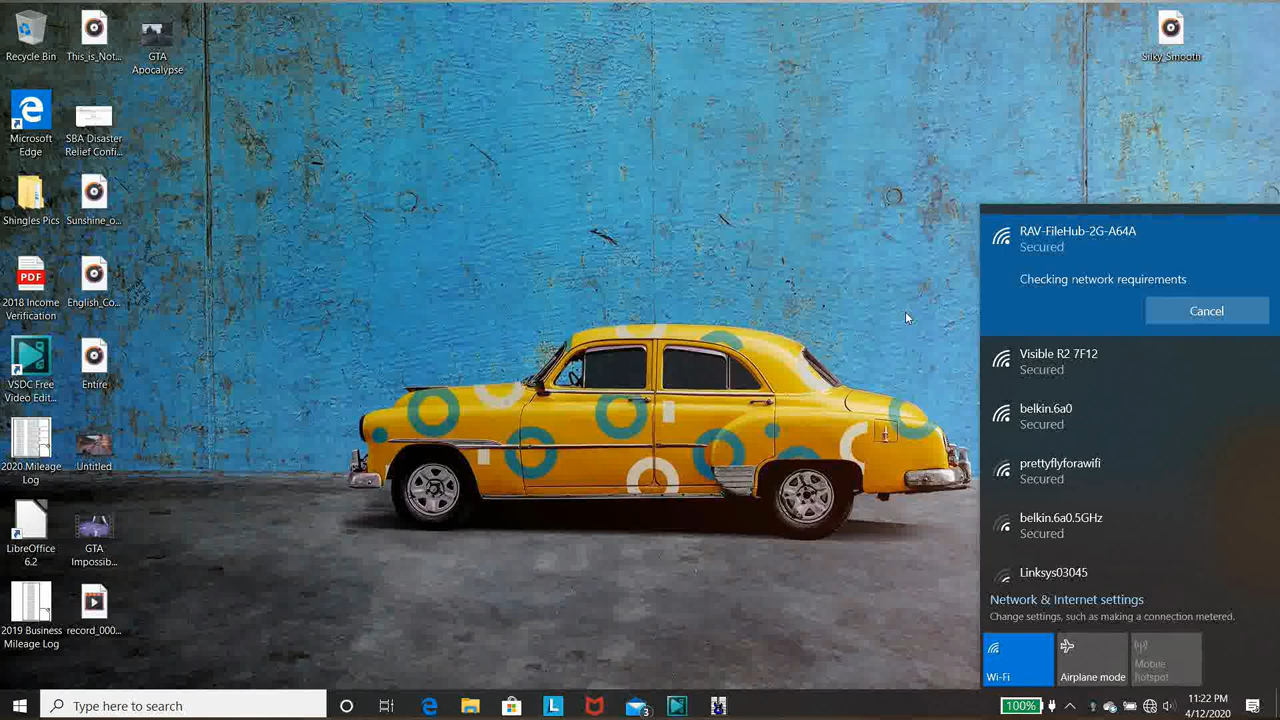 Recycle Bin
This_is_Not...
GTA
Apocalypse
Silky_Smooth
Microsoft
Edge
SBA Disaster
Relief Confi...
Shingles Pics
Sunshine_o...
PDF
2018 Income
Verification
English_Co...
VSDC Free
Video Edit...
Entire
2020 Mileage
Log
Untitled
LibreOffice
6.2
GTA
Impossib...
2019 Business
Mileage Log
record_000...
RAV-FileHub-2G-A64A
Secured
Checking network requirements
Cancel
Visible R2 7F12
Secured
belkin.6a0
Secured
prettyflyforawifi
Secured
belkin.6a0.5GHz
Secured
Linksys03045
Network & Internet settings
Change settings, such as making a connection metered.
Wi-Fi
Airplane mode
Mobile
hotspot
Type here to search
L
3
100%
11:22 PM
4/12/2020